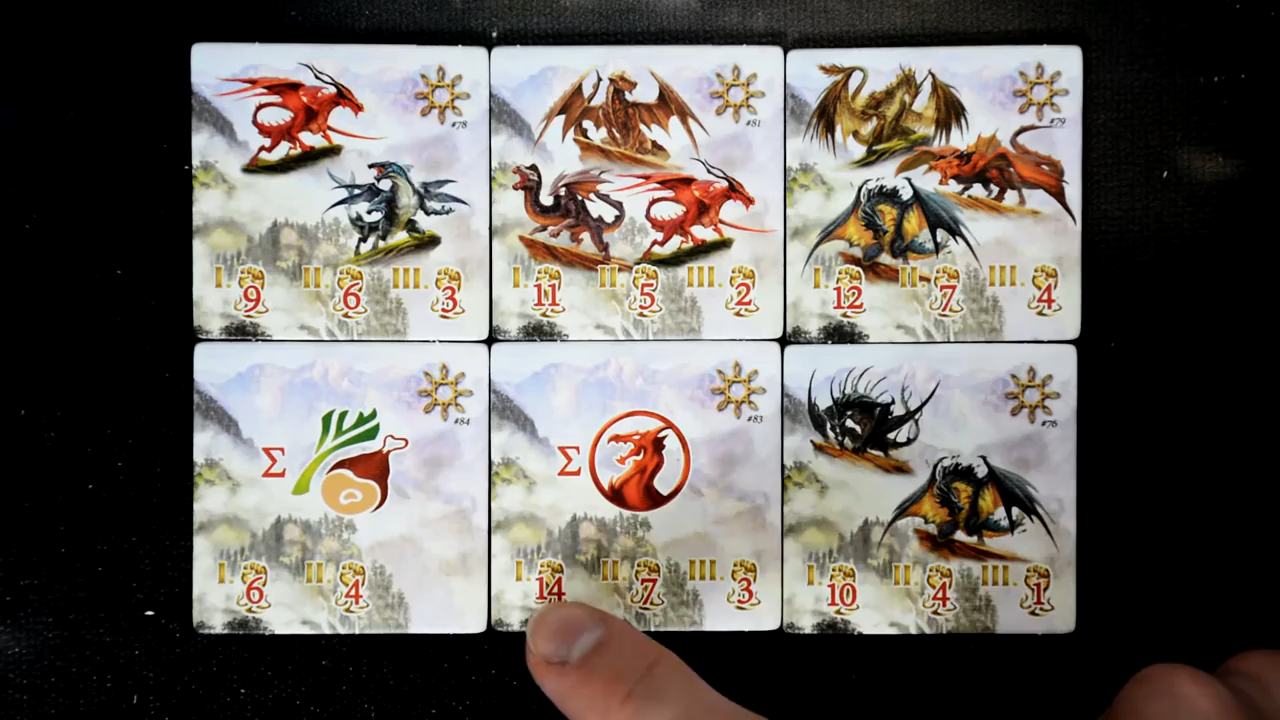 #78
I. 9 II. 6 III. 3
#81
I. 11 II. 5 III. 2
#79
I. 12 II. 7 III. 4
#84
Σ
I. 6 II. 4
#83
Σ
I. 14 II. 7 III. 3
#76
I. 10 II. 4 III. 1